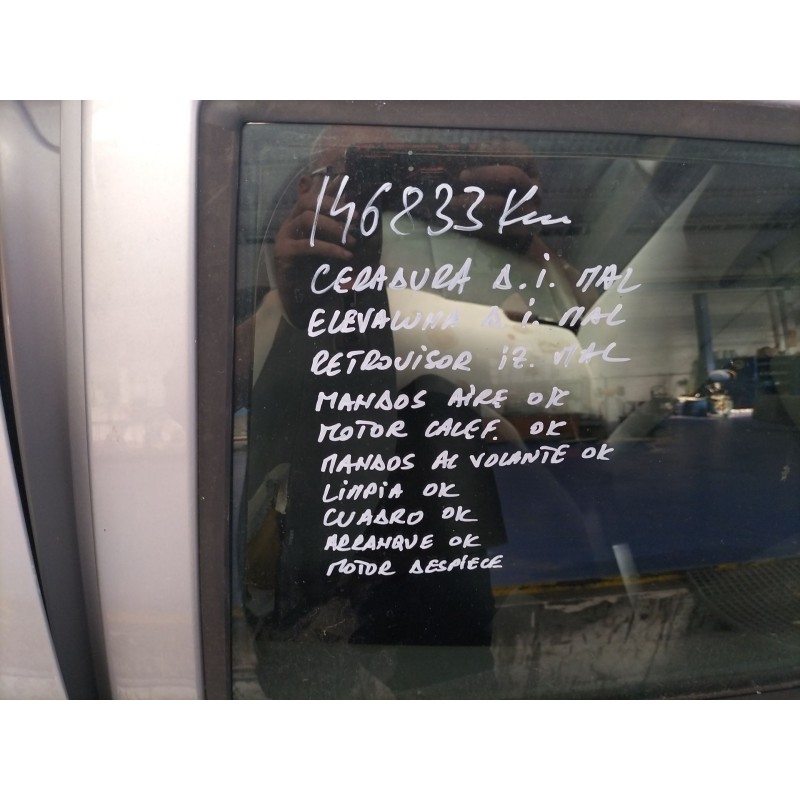 146833 Km
CERADURA D.I. MAL
ELEVALUNA D.I. MAL
RETROVISOR IZ. MAL
MANDOS AIRE OK
MOTOR CALEF. OK
MANDOS AL VOLANTE OK
LIMPIA OK
CUADRO OK
ARRANQUE OK
MOTOR DESPIECE